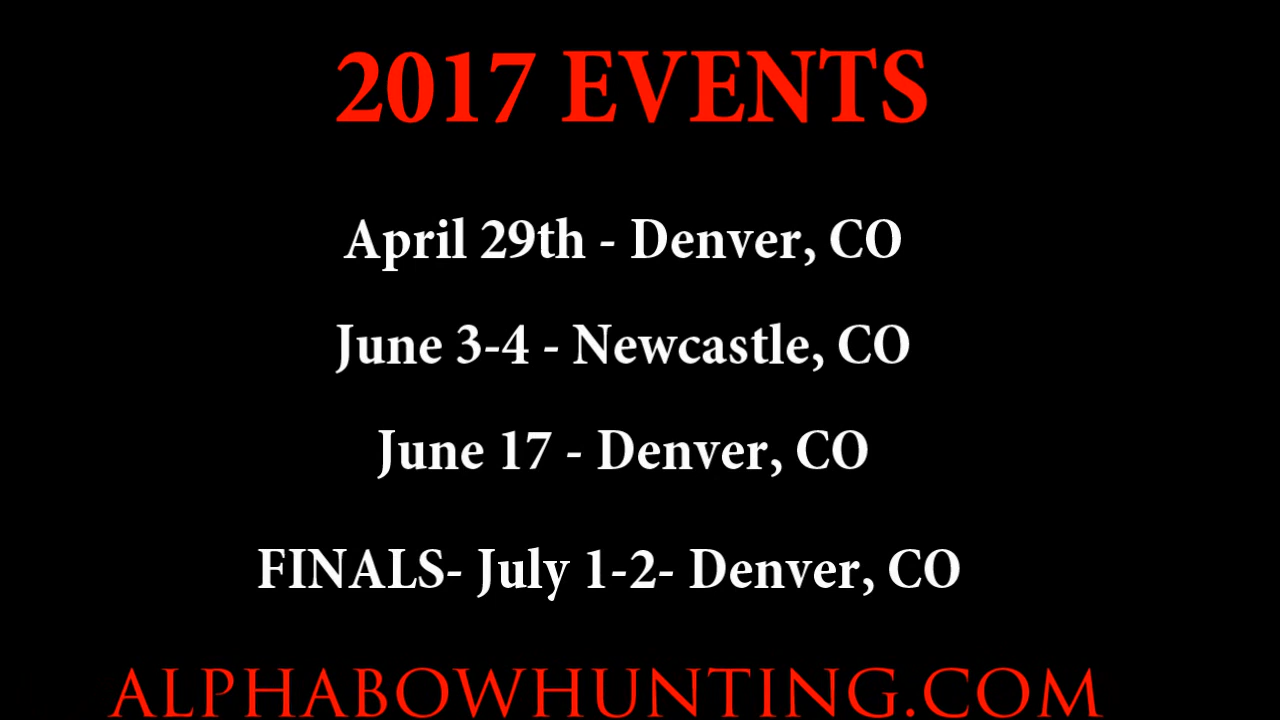 2017 EVENTS
April 29th - Denver, CO
June 3-4 - Newcastle, CO
June 17 - Denver, CO
FINALS- July 1-2- Denver, CO
ALPHABOWHUNTING.COM